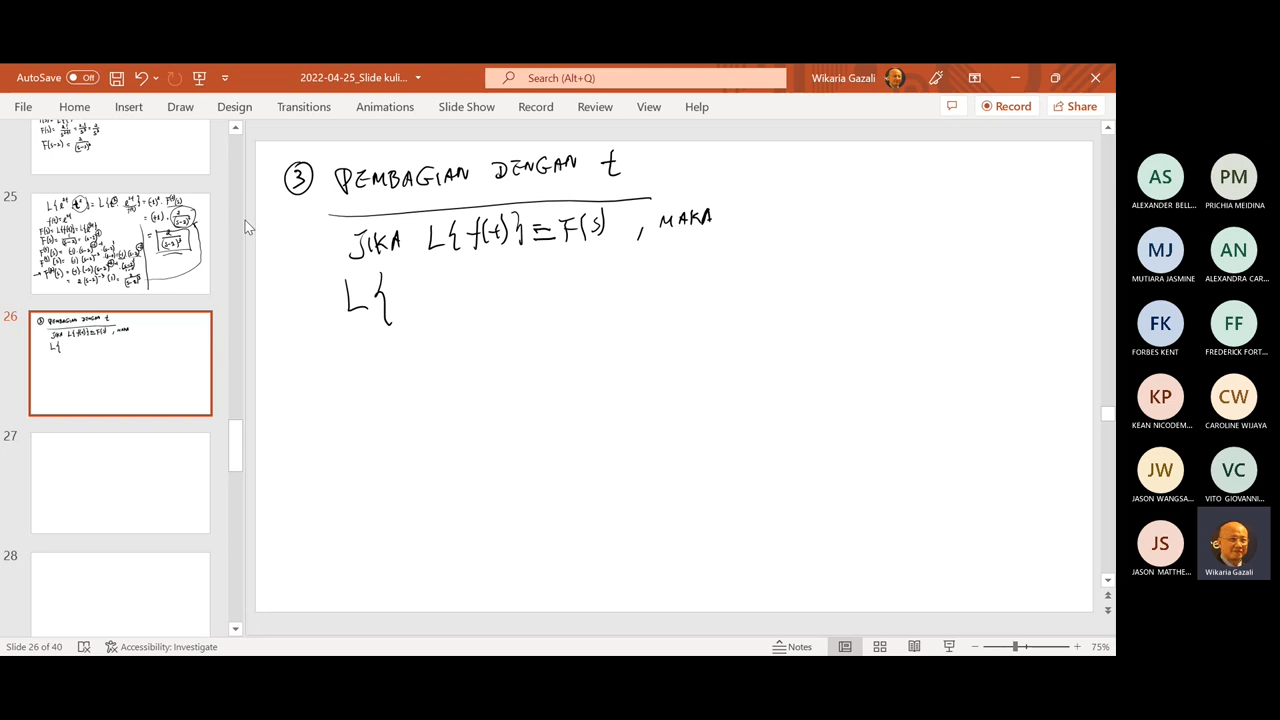 AutoSave Off 2022-04-25_Slide kuli... Search (Alt+Q) Wikaria Gazali
File Home Insert Draw Design Transitions Animations Slide Show Record Review View Help Record Share
25
26
27
28
③ PEMBAGIAN DENGAN t
JIKA L{f(t)} ≡ F(s) , MAKA
L{
AS PM
ALEXANDER BELL... PRICHIA MEIDINA
MJ AN
MUTIARA JASMINE ALEXANDRA CAR...
FK FF
FORBES KENT FREDERICK FORT...
KP CW
KEAN NICODEM... CAROLINE WIJAYA
JW VC
JASON WANGSA... VITO GIOVANNI...
JS
JASON MATTHE... Wikaria Gazali
Slide 26 of 40 Accessibility: Investigate Notes 75%